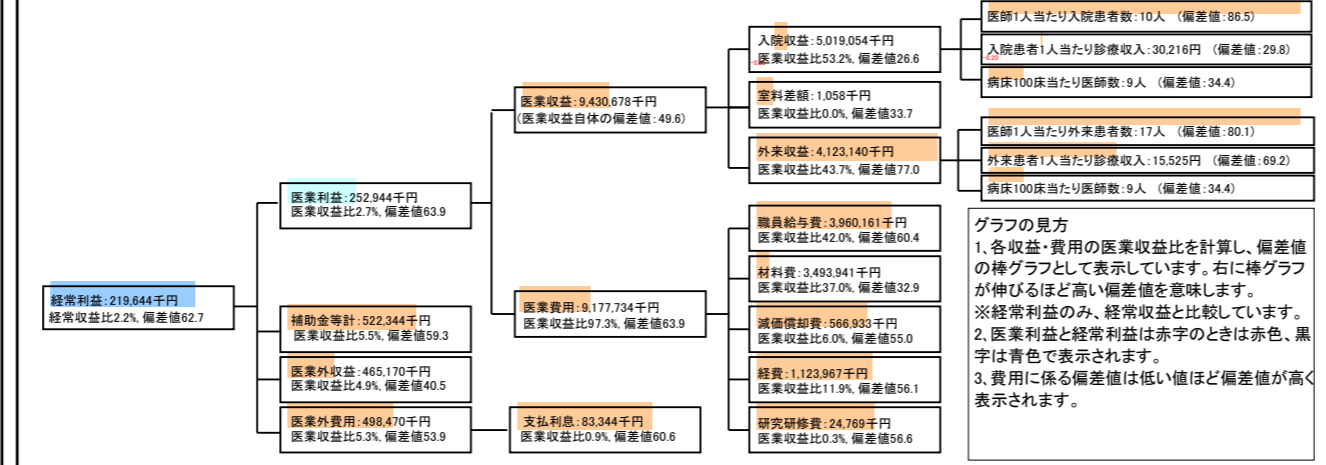 経常利益:219,644千円
経常収益比2.2%, 偏差値62.7
医業利益:252,944千円
医業収益比2.7%, 偏差値63.9
補助金等計:522,344千円
医業収益比5.5%, 偏差値59.3
医業外収益:465,170千円
医業収益比4.9%, 偏差値40.5
医業外費用:498,470千円
医業収益比5.3%, 偏差値53.9
医業収益:9,430,678千円
(医業収益自体の偏差値:49.6)
医業費用:9,177,734千円
医業収益比97.3%, 偏差値63.9
支払利息:83,344千円
医業収益比0.9%, 偏差値60.6
入院収益:5,019,054千円
医業収益比53.2%, 偏差値26.6
室料差額:1,058千円
医業収益比0.0%, 偏差値33.7
外来収益:4,123,140千円
医業収益比43.7%, 偏差値77.0
職員給与費:3,960,161千円
医業収益比42.0%, 偏差値60.4
材料費:3,493,941千円
医業収益比37.0%, 偏差値32.9
減価償却費:566,933千円
医業収益比6.0%, 偏差値55.0
経費:1,123,967千円
医業収益比11.9%, 偏差値56.1
研究研修費:24,769千円
医業収益比0.3%, 偏差値56.6
医師1人当たり入院患者数:10人 (偏差値:86.5)
入院患者1人当たり診療収入:30,216円 (偏差値:29.8)
-0.20
病床100床当たり医師数:9人 (偏差値:34.4)
医師1人当たり外来患者数:17人 (偏差値:80.1)
外来患者1人当たり診療収入:15,525円 (偏差値:69.2)
病床100床当たり医師数:9人 (偏差値:34.4)
グラフの見方
1、各収益・費用の医業収益比を計算し、偏差値
の棒グラフとして表示しています。右に棒グラフ
が伸びるほど高い偏差値を意味します。
※経常利益のみ、経常収益と比較しています。
2、医業利益と経常利益は赤字のときは赤色、黒
字は青色で表示されます。
3、費用に係る偏差値は低い値ほど偏差値が高く
表示されます。